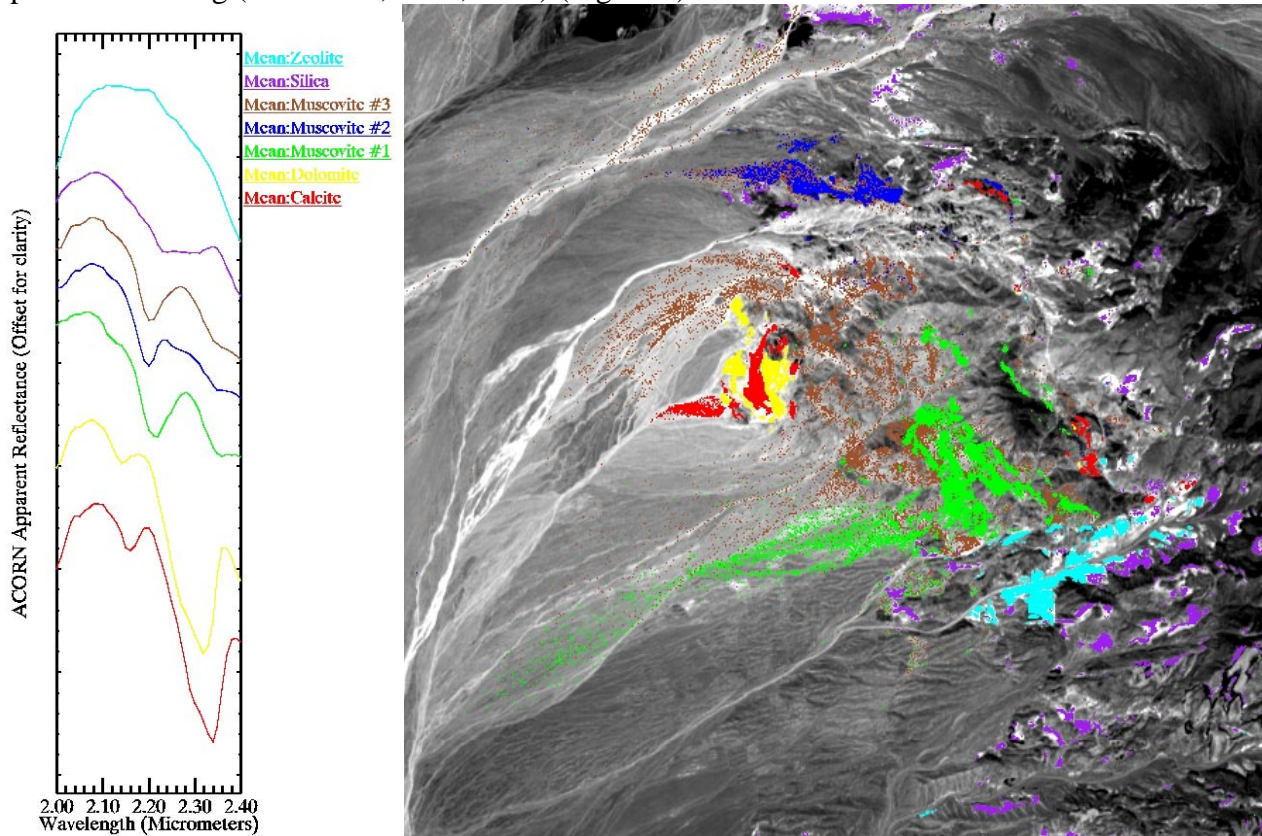 Mean:Zeolite
Mean:Silica
Mean:Muscovite #3
Mean:Muscovite #2
Mean:Muscovite #1
Mean:Dolomite
Mean:Calcite
ACORN Apparent Reflectance (Offset for clarity)
2.00 2.10 2.20 2.30 2.40
Wavelength (Micrometers)